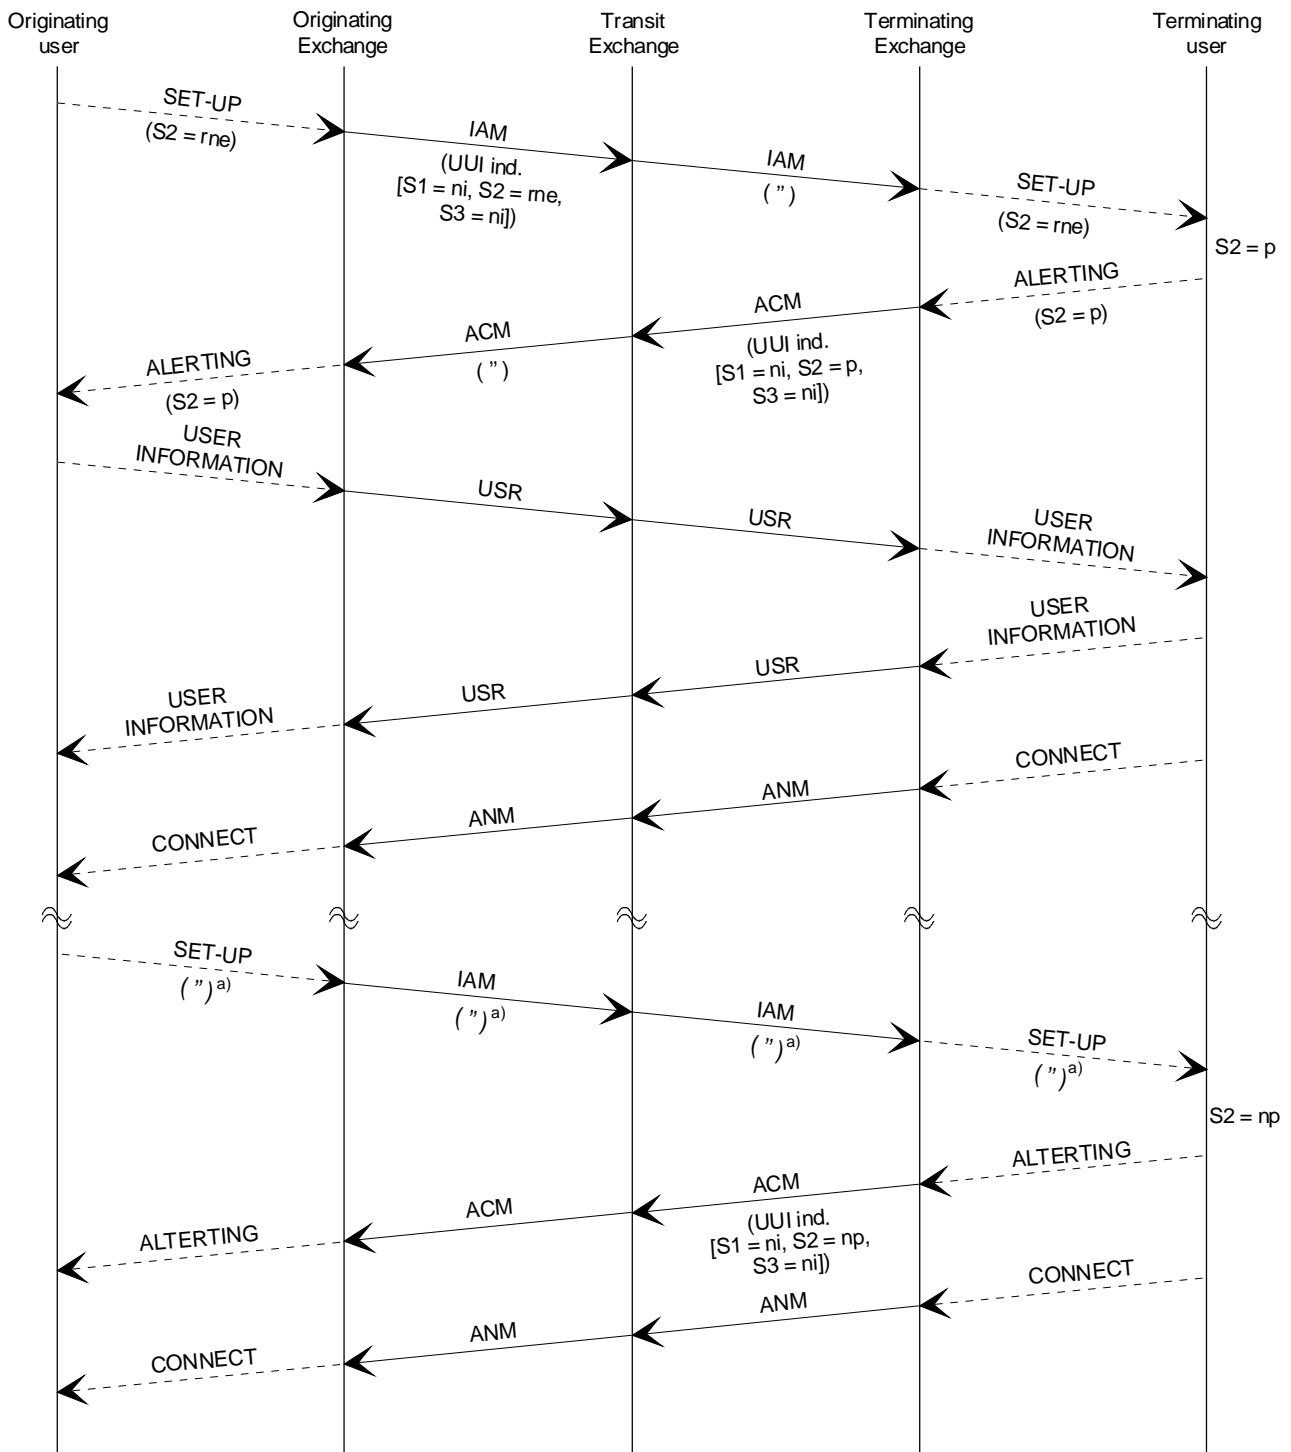 Originating
user
Originating
Exchange
Transit
Exchange
Terminating
Exchange
Terminating
user
SET-UP
(S2 = rne)
IAM
(UUI ind.
[S1 = ni, S2 = rne,
S3 = ni])
IAM
( ” )
SET-UP
(S2 = rne)
S2 = p
ALERTING
(S2 = p)
ACM
(UUI ind.
[S1 = ni, S2 = p,
S3 = ni])
ACM
( ” )
ALERTING
(S2 = p)
USER
INFORMATION
USR
USR
USER
INFORMATION
USER
INFORMATION
USR
USR
USER
INFORMATION
CONNECT
ANM
ANM
CONNECT
SET-UP
( ” )a)
IAM
( ” )a)
IAM
( ” )a)
SET-UP
( ” )a)
S2 = np
ALTERTING
ACM
(UUI ind.
[S1 = ni, S2 = np,
S3 = ni])
ACM
ALTERTING
CONNECT
ANM
ANM
CONNECT